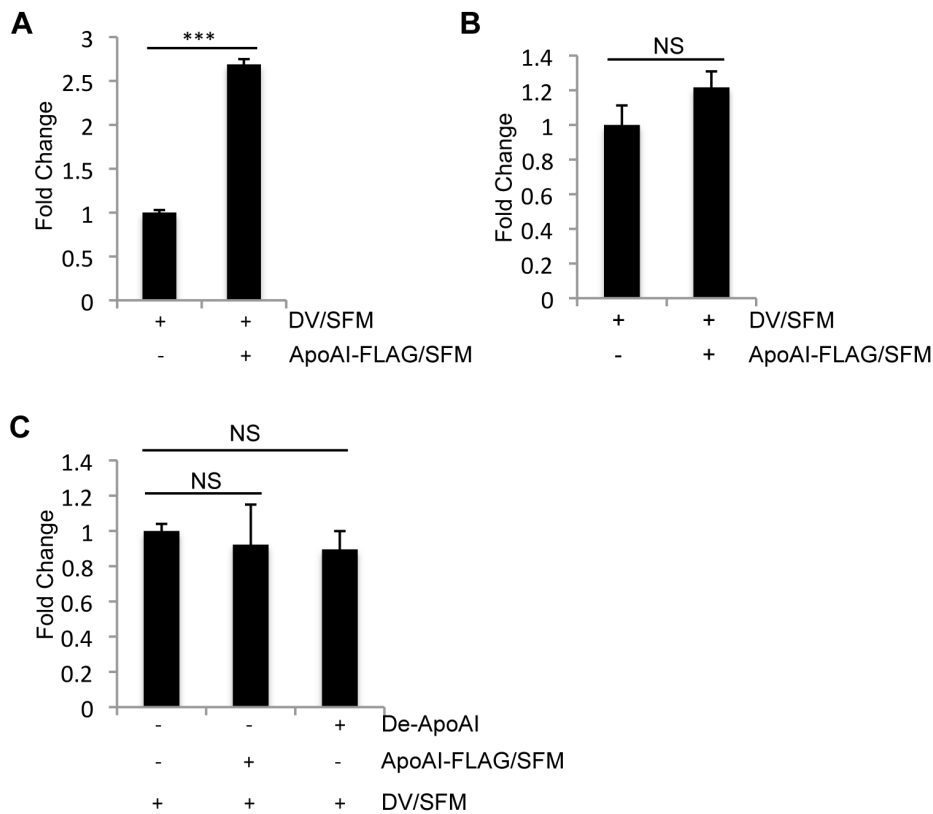 A
***
Fold Change
3
2.5
2
1.5
1
0.5
0
+ + DV/SFM
- + ApoAI-FLAG/SFM
B
NS
Fold Change
1.4
1.2
1
0.8
0.6
0.4
0.2
0
+ + DV/SFM
- + ApoAI-FLAG/SFM
C
NS
NS
Fold Change
1.4
1.2
1
0.8
0.6
0.4
0.2
0
- - + De-ApoAI
- + - ApoAI-FLAG/SFM
+ + + DV/SFM